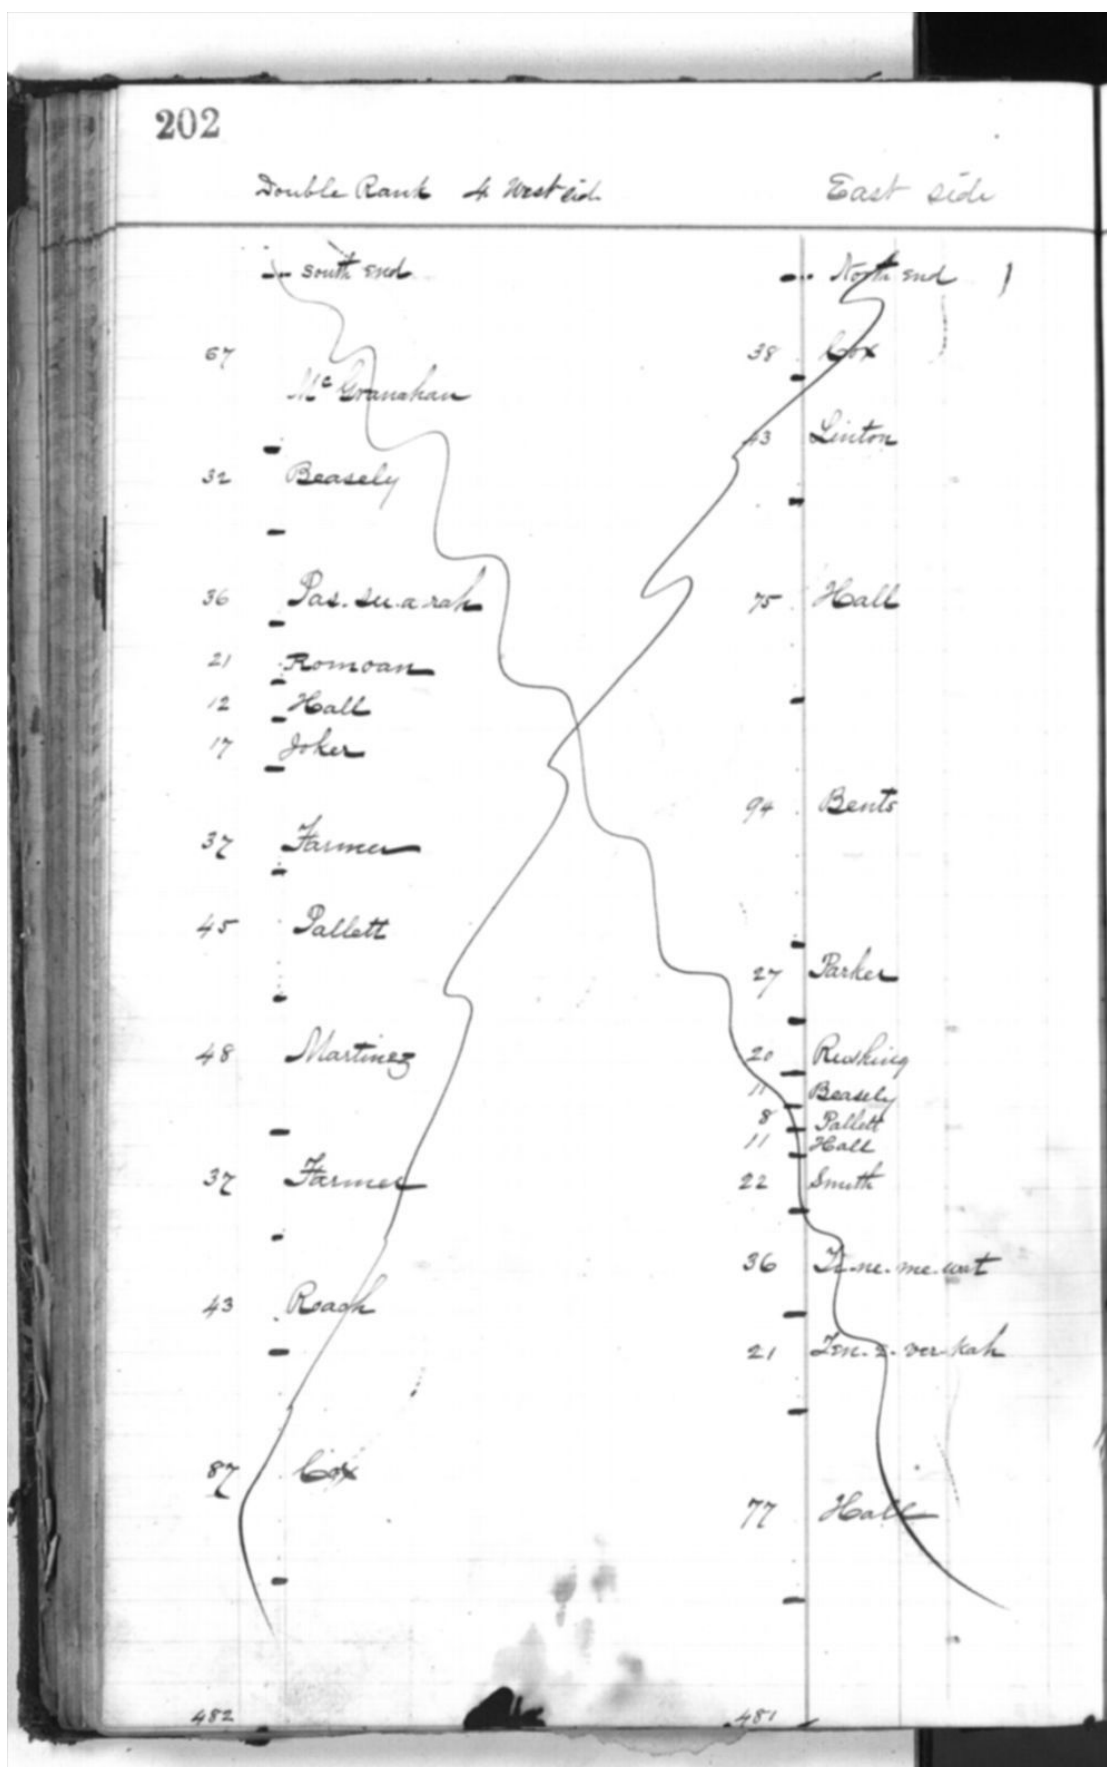 202
Double Rank 4 West side
South End
67
McGranahan
32 Beasely
36 Pas.su.a.rah
21 Romoan
12 Hall
17 Joker
37 Farmer
45 Pallett
48 Martinez
37 Farmer
43 Roach
87 Cox
482
East side
North end
38 Cox
43 Linton
75 Hall
94 Bents
27 Parker
20 Rushing
11 Beasely
8 Pallett
11 Hall
22 Smith
36
21
77 Hall
481